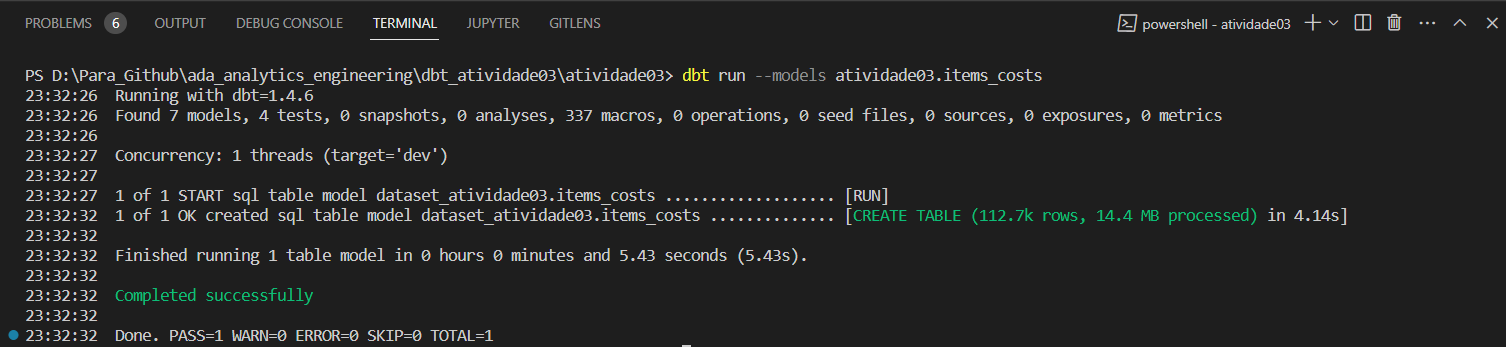 PROBLEMS 6 OUTPUT DEBUG CONSOLE TERMINAL JUPYTER GITLENS powershell - atividade03
PS D:\Para_Github\ada_analytics_engineering\dbt_atividade03\atividade03> dbt run --models atividade03.items_costs
23:32:26  Running with dbt=1.4.6
23:32:26  Found 7 models, 4 tests, 0 snapshots, 0 analyses, 337 macros, 0 operations, 0 seed files, 0 sources, 0 exposures, 0 metrics
23:32:26
23:32:27  Concurrency: 1 threads (target='dev')
23:32:27
23:32:27  1 of 1 START sql table model dataset_atividade03.items_costs ................... [RUN]
23:32:32  1 of 1 OK created sql table model dataset_atividade03.items_costs .............. [CREATE TABLE (112.7k rows, 14.4 MB processed) in 4.14s]
23:32:32
23:32:32  Finished running 1 table model in 0 hours 0 minutes and 5.43 seconds (5.43s).
23:32:32
23:32:32  Completed successfully
23:32:32
23:32:32  Done. PASS=1 WARN=0 ERROR=0 SKIP=0 TOTAL=1